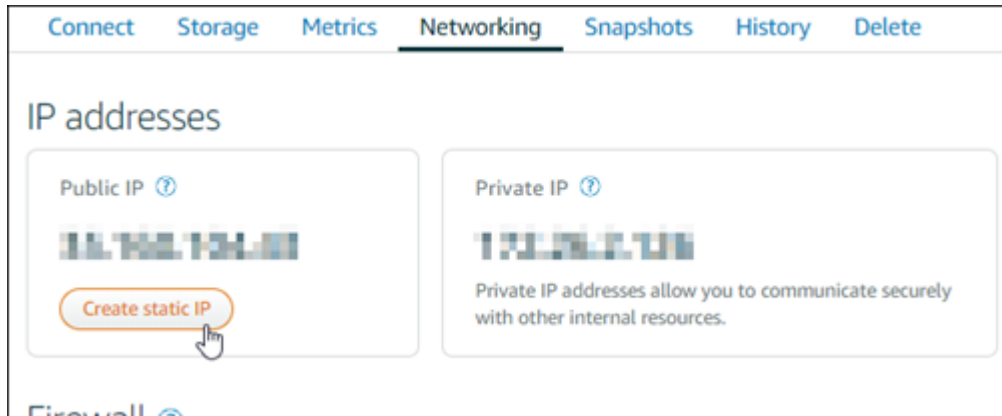 Connect Storage Metrics Networking Snapshots History Delete
IP addresses
Public IP ?
Private IP ?
Create static IP
Private IP addresses allow you to communicate securely
with other internal resources.
Firewall ?